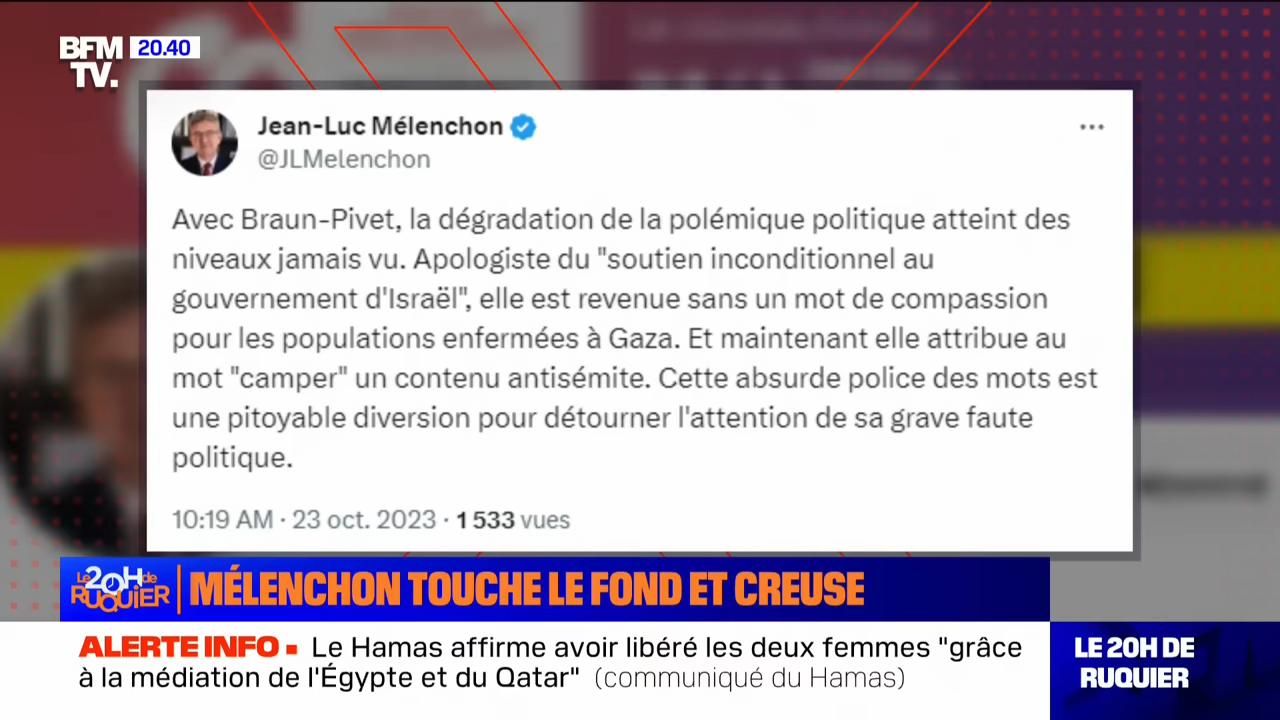 BFM
TV.
20.40
Jean-Luc Mélenchon
@JLMelenchon
Avec Braun-Pivet, la dégradation de la polémique politique atteint des
niveaux jamais vu. Apologiste du "soutien inconditionnel au
gouvernement d'Israël", elle est revenue sans un mot de compassion
pour les populations enfermées à Gaza. Et maintenant elle attribue au
mot "camper" un contenu antisémite. Cette absurde police des mots est
une pitoyable diversion pour détourner l'attention de sa grave faute
politique.
10:19 AM · 23 oct. 2023 · 1 533 vues
Le 20H de
RUQUiER
MÉLENCHON TOUCHE LE FOND ET CREUSE
ALERTE INFO Le Hamas affirme avoir libéré les deux femmes "grâce
à la médiation de l'Égypte et du Qatar" (communiqué du Hamas)
LE 20H DE
RUQUIER